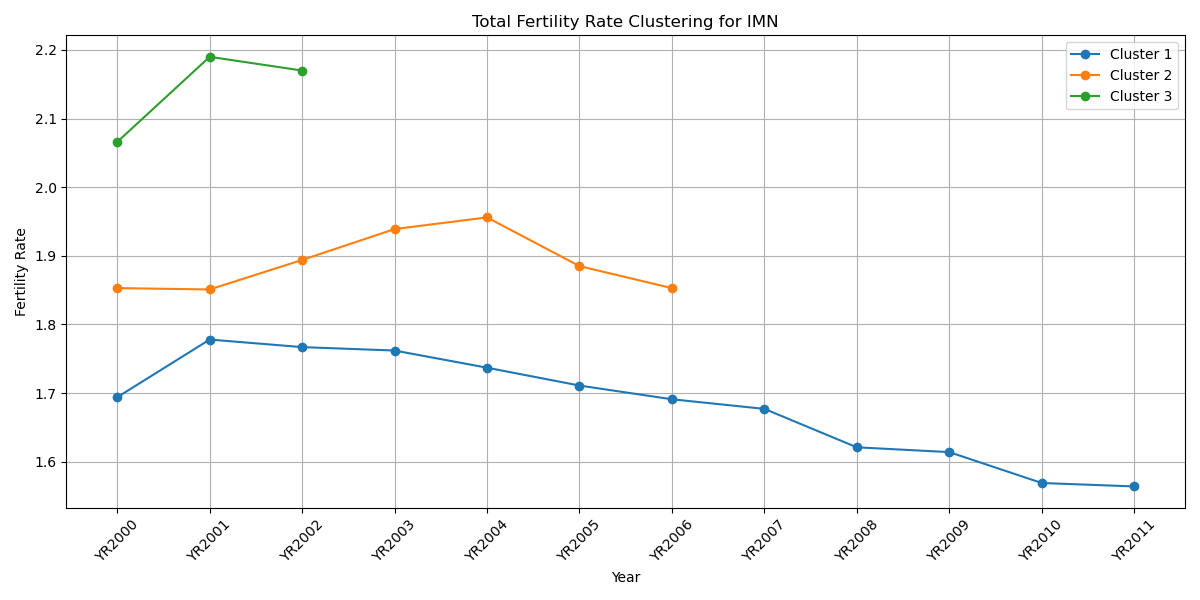 Total Fertility Rate Clustering for IMN
Cluster 1
Cluster 2
Cluster 3
Fertility Rate
2.2
2.1
2.0
1.9
1.8
1.7
1.6
YR2000
YR2001
YR2002
YR2003
YR2004
YR2005
YR2006
YR2007
YR2008
YR2009
YR2010
YR2011
Year